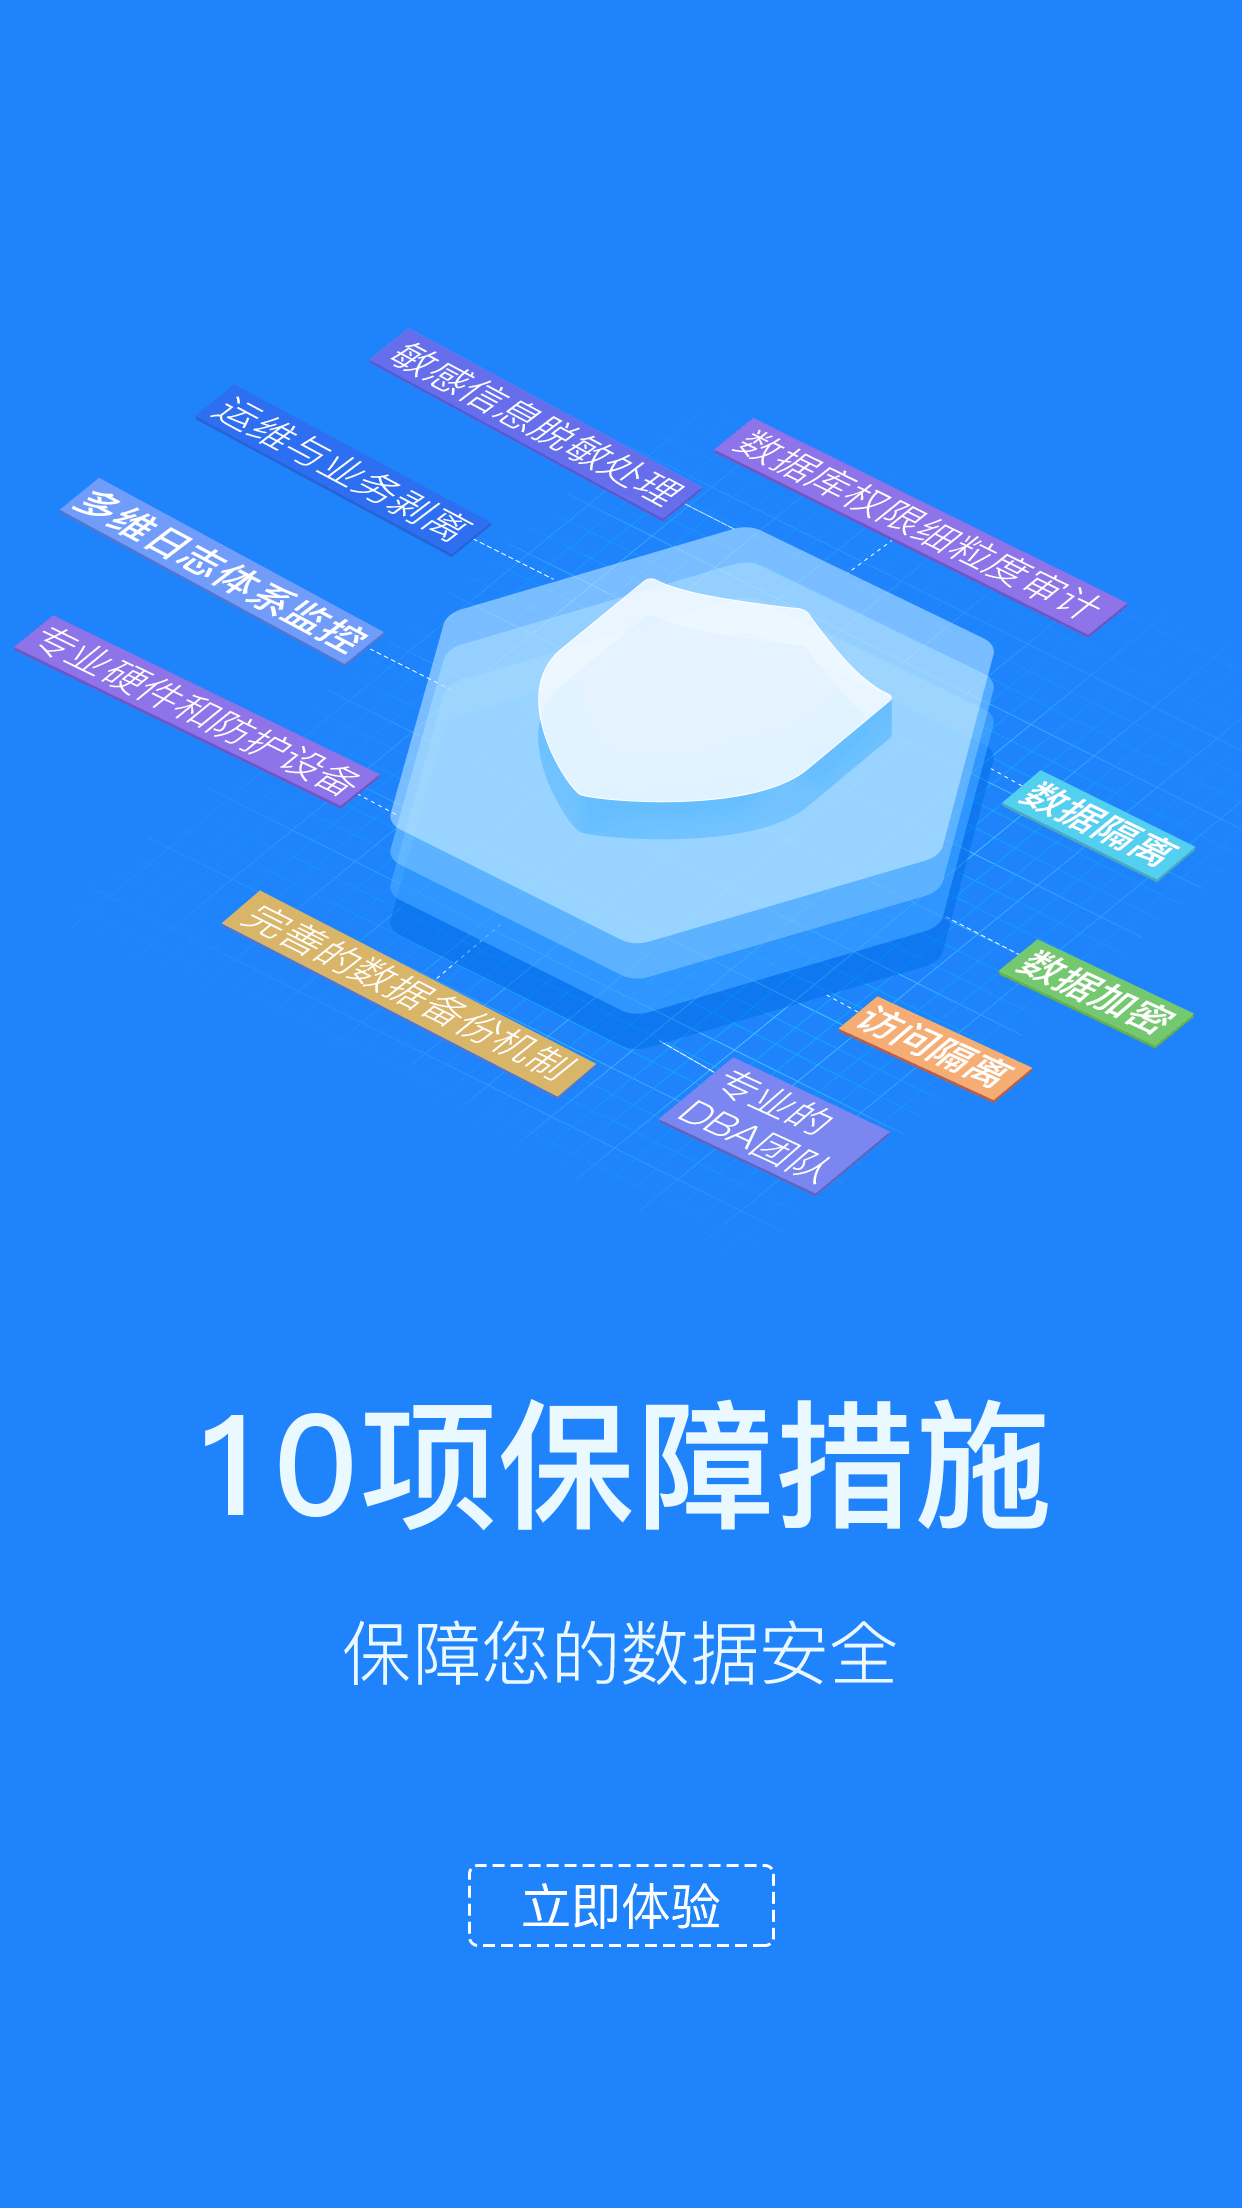 敏感信息脱敏处理
运维与业务剥离
数据库权限细粒度审计
多维日志体系监控
专业硬件和防护设备
数据隔离
完善的数据备份机制
数据加密
访问隔离
专业的
DBA团队
10项保障措施
保障您的数据安全
立即体验